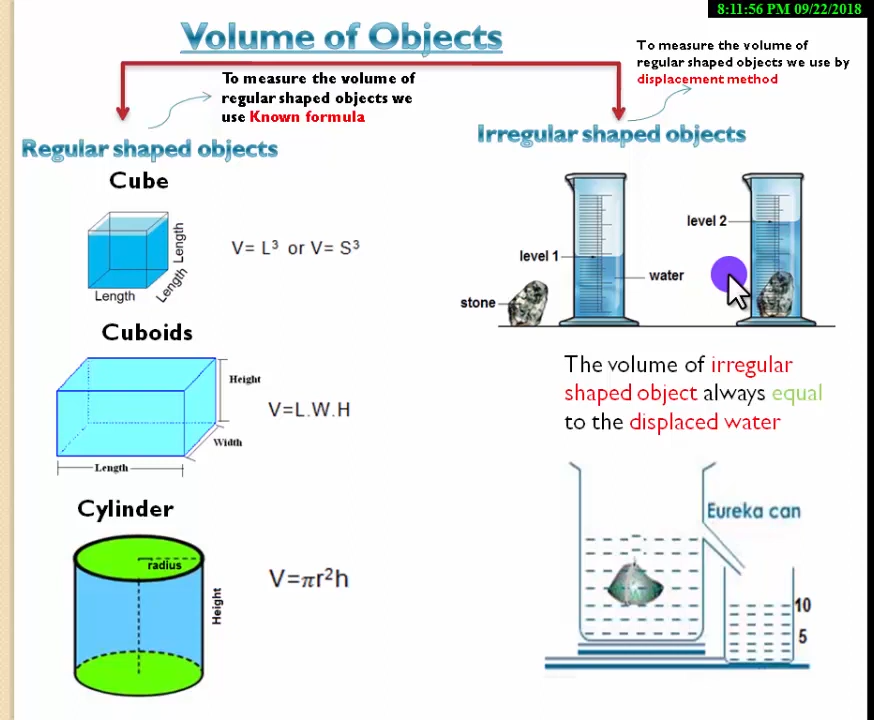 8:11:56 PM 09/22/2018
Volume of Objects
To measure the volume of
regular shaped objects we
use Known formula
To measure the volume of
regular shaped objects we use by
displacement method
Regular shaped objects
Irregular shaped objects
Cube
Length
Length
Length
V= L³ or V= S³
level 1
water
stone
level 2
Cuboids
Height
Width
Length
V=L.W.H
The volume of irregular
shaped object always equal
to the displaced water
Cylinder
radius
Height
V=πr²h
Eureka can
10
5